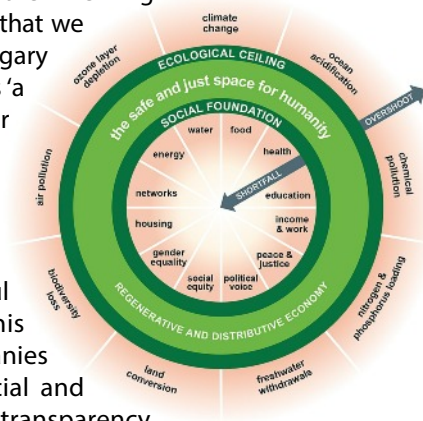 that we
gary
‘a
r
his
nies
ial and
transparency
climate
change
ocean
acidification
chemical
pollution
nitrogen &
phosphorus loading
freshwater
withdrawals
land
conversion
biodiversity
loss
air pollution
ozone layer
depletion
ECOLOGICAL CEILING
the safe and just space for humanity
SOCIAL FOUNDATION
OVERSHOOT
SHORTFALL
water
food
health
education
income
& work
peace &
justice
political
voice
social
equity
gender
equality
housing
networks
energy
REGENERATIVE AND DISTRIBUTIVE ECONOMY